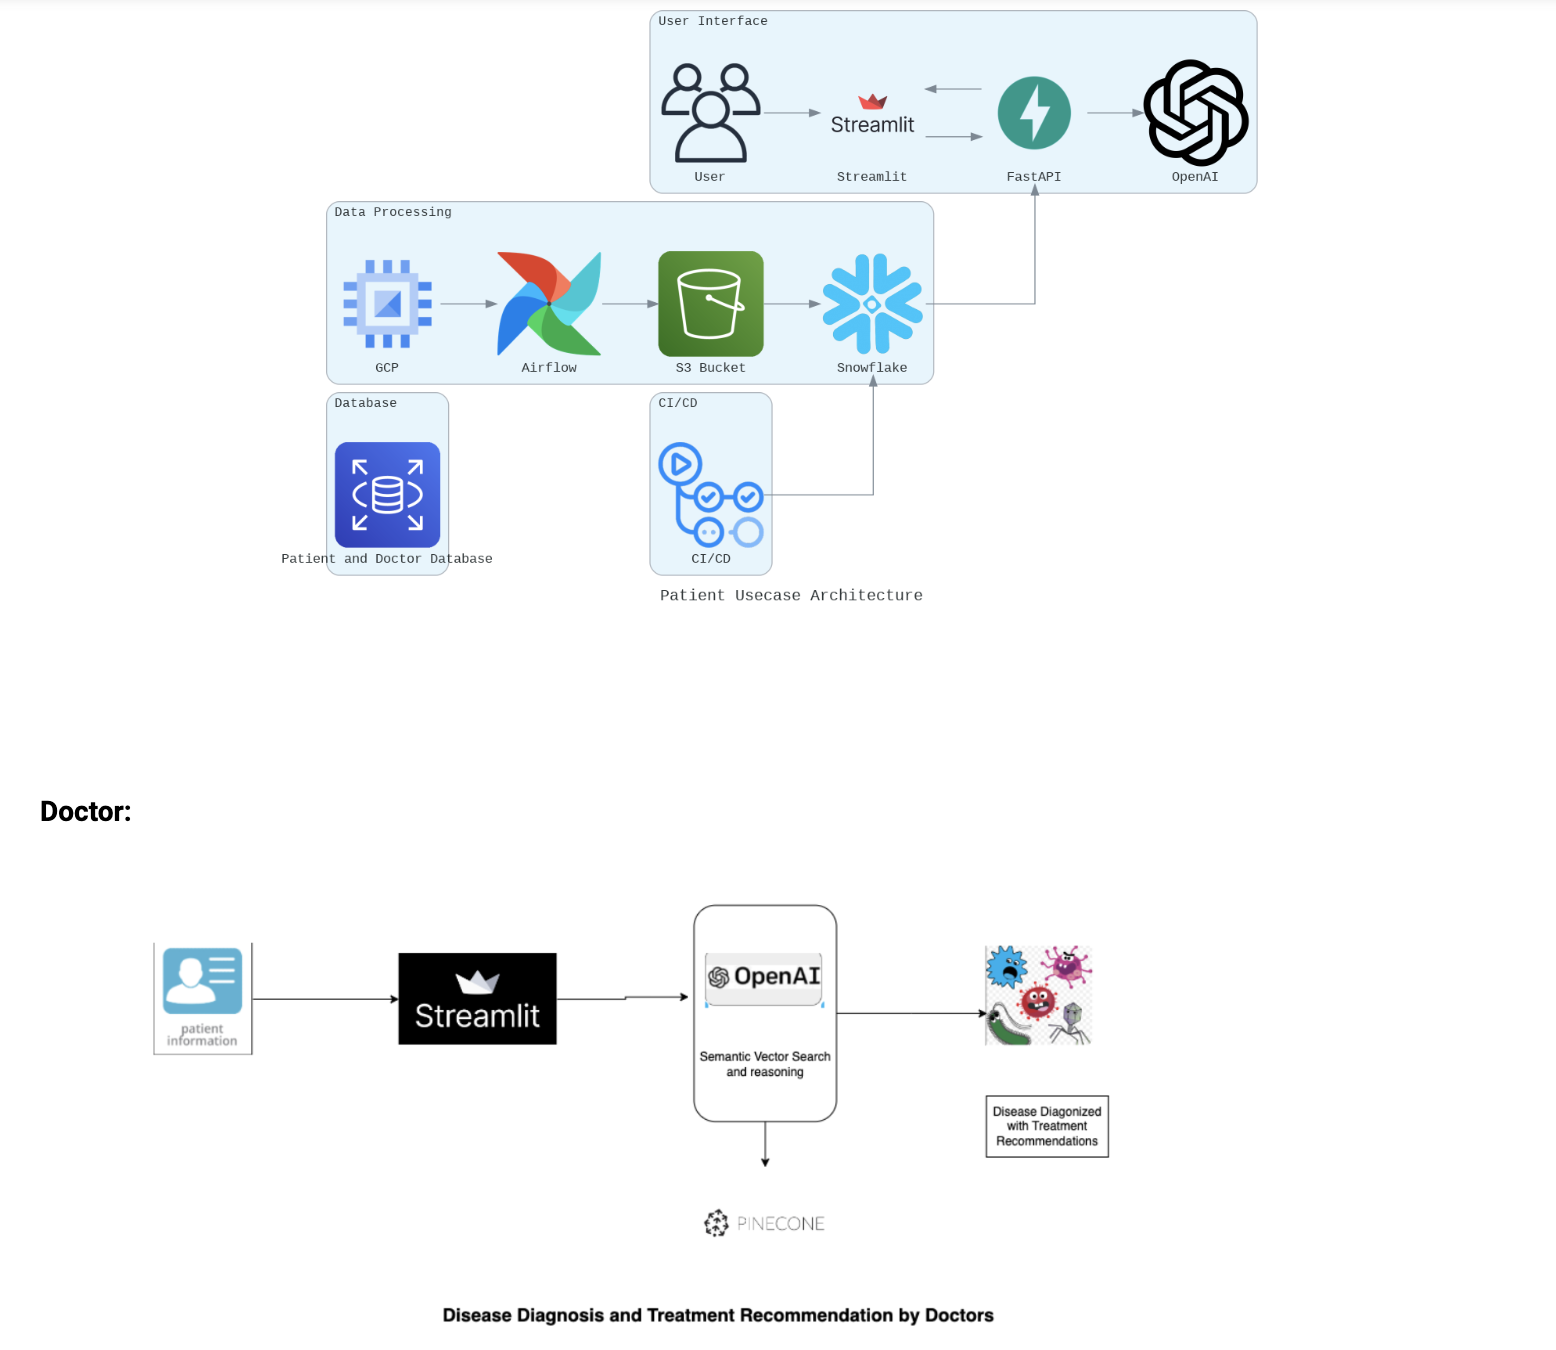 User Interface
Streamlit
User
Streamlit
FastAPI
OpenAI
Data Processing
GCP
Airflow
S3 Bucket
Snowflake
Database
CI/CD
Patient and Doctor Database
CI/CD
Patient Usecase Architecture
Doctor:
patient
information
Streamlit
OpenAI
Semantic Vector Search
and reasoning
Disease Diagonized
with Treatment
Recommendations
PINECONE
Disease Diagnosis and Treatment Recommendation by Doctors